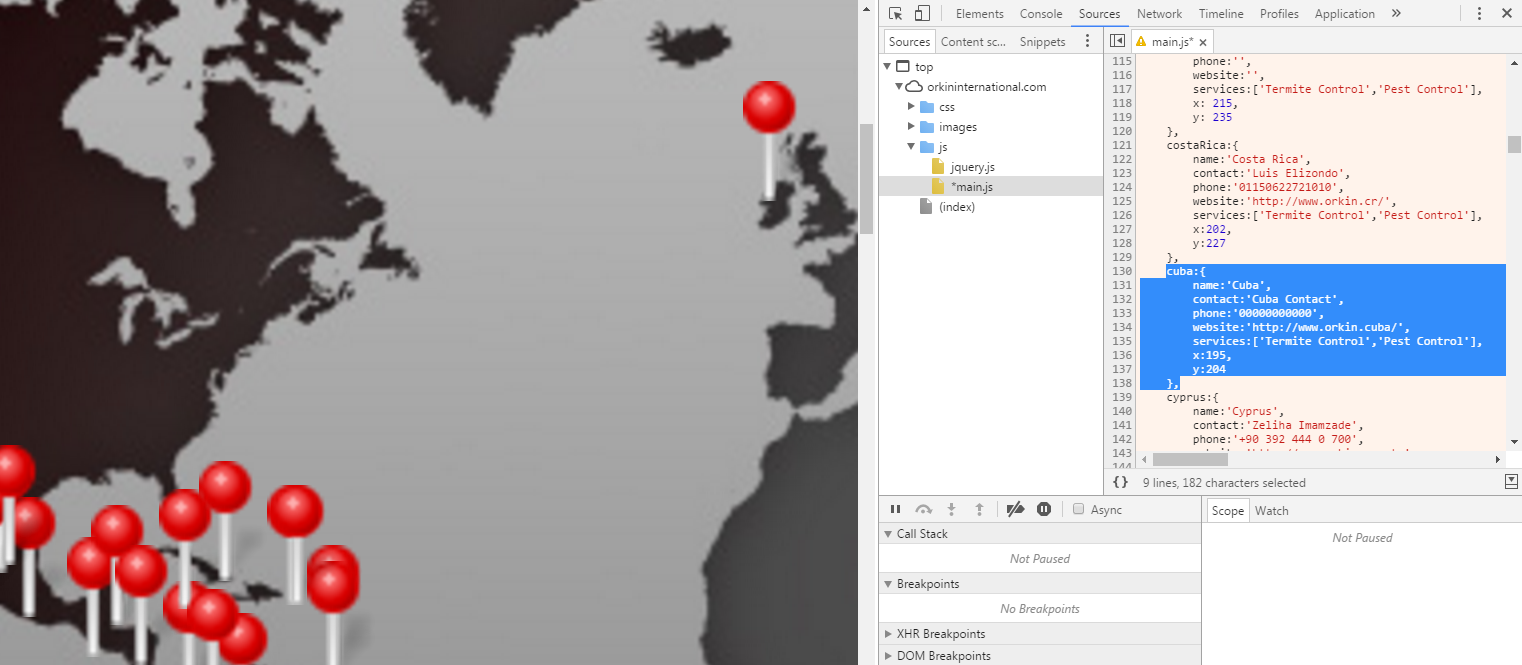 Elements Console Sources Network Timeline Profiles Application »
Sources Content sc... Snippets
main.js* ×
top
orkininternational.com
css
images
js
jquery.js
*main.js
(index)
115 phone:'',
116 website:'',
117 services:['Termite Control','Pest Control'],
118 x: 215,
119 y: 235
120 },
121 costaRica:{
122 name:'Costa Rica',
123 contact:'Luis Elizondo',
124 phone:'01150622721010',
125 website:'http://www.orkin.cr/',
126 services:['Termite Control','Pest Control'],
127 x:202,
128 y:227
129 },
130 cuba:{
131 name:'Cuba',
132 contact:'Cuba Contact',
133 phone:'00000000000',
134 website:'http://www.orkin.cuba/',
135 services:['Termite Control','Pest Control'],
136 x:195,
137 y:204
138 },
139 cyprus:{
140 name:'Cyprus',
141 contact:'Zeliha Imamzade',
142 phone:'+90 392 444 0 700',
143
144
{} 9 lines, 182 characters selected
Async
Scope Watch
Call Stack
Not Paused
Not Paused
Breakpoints
No Breakpoints
XHR Breakpoints
DOM Breakpoints